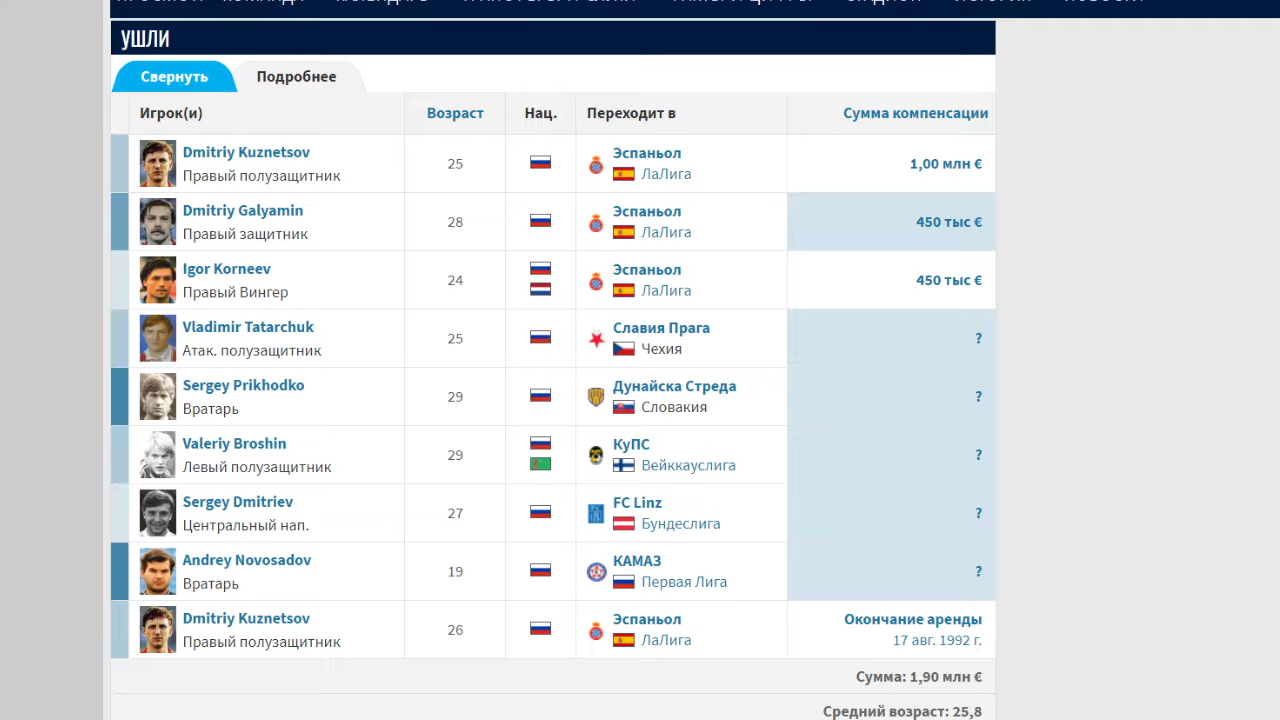 УШЛИ
Свернуть Подробнее
Игрок(и) Возраст Нац. Переходит в Сумма компенсации
Dmitriy Kuznetsov
Правый полузащитник
25
Эспаньол
ЛаЛига
1,00 млн €
Dmitriy Galyamin
Правый защитник
28
Эспаньол
ЛаЛига
450 тыс €
Igor Korneev
Правый Вингер
24
Эспаньол
ЛаЛига
450 тыс €
Vladimir Tatarchuk
Атак. полузащитник
25
Славия Прага
Чехия
?
Sergey Prikhodko
Вратарь
29
Дунайска Стреда
Словакия
?
Valeriy Broshin
Левый полузащитник
29
КуПС
Вейккауслига
?
Sergey Dmitriev
Центральный нап.
27
FC Linz
Бундеслига
?
Andrey Novosadov
Вратарь
19
КАМАЗ
Первая Лига
?
Dmitriy Kuznetsov
Правый полузащитник
26
Эспаньол
ЛаЛига
Окончание аренды
17 авг. 1992 г.
Сумма: 1,90 млн €
Средний возраст: 25,8